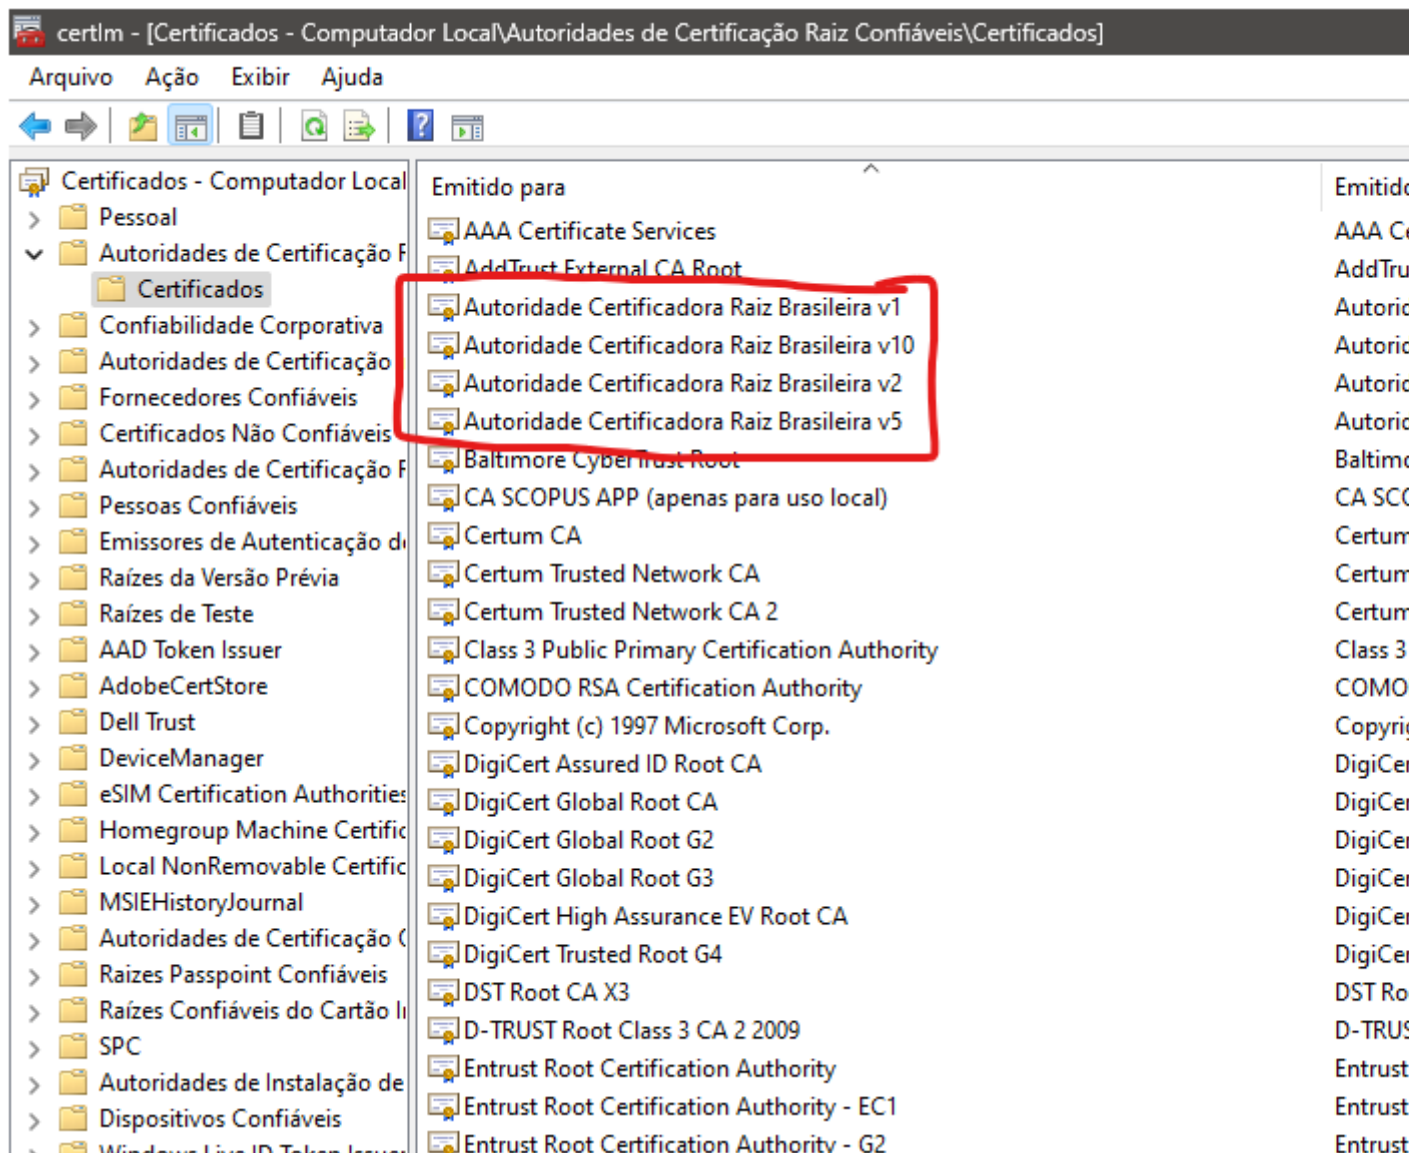 certlm - [Certificados - Computador Local\Autoridades de Certificação Raiz Confiáveis\Certificados]
Arquivo Ação Exibir Ajuda
Certificados - Computador Local
Pessoal
Autoridades de Certificação
Certificados
Confiabilidade Corporativa
Autoridades de Certificação
Fornecedores Confiáveis
Certificados Não Confiáveis
Autoridades de Certificação
Pessoas Confiáveis
Emissores de Autenticação
Raízes da Versão Prévia
Raízes de Teste
AAD Token Issuer
AdobeCertStore
Dell Trust
DeviceManager
eSIM Certification Authorities
Homegroup Machine Certific
Local NonRemovable Certific
MSIEHistoryJournal
Autoridades de Certificação
Raizes Passpoint Confiáveis
Raízes Confiáveis do Cartão
SPC
Autoridades de Instalação de
Dispositivos Confiáveis
Windows Live ID Token Issuer
Emitido para Emitido
AAA Certificate Services AAA Ce
AddTrust External CA Root AddTru
Autoridade Certificadora Raiz Brasileira v1 Autorid
Autoridade Certificadora Raiz Brasileira v10 Autorid
Autoridade Certificadora Raiz Brasileira v2 Autorid
Autoridade Certificadora Raiz Brasileira v5 Autorid
Baltimore CyberTrust Root Baltimo
CA SCOPUS APP (apenas para uso local) CA SCO
Certum CA Certum
Certum Trusted Network CA Certum
Certum Trusted Network CA 2 Certum
Class 3 Public Primary Certification Authority Class 3
COMODO RSA Certification Authority COMO
Copyright (c) 1997 Microsoft Corp. Copyrig
DigiCert Assured ID Root CA DigiCer
DigiCert Global Root CA DigiCer
DigiCert Global Root G2 DigiCer
DigiCert Global Root G3 DigiCer
DigiCert High Assurance EV Root CA DigiCer
DigiCert Trusted Root G4 DigiCer
DST Root CA X3 DST Ro
D-TRUST Root Class 3 CA 2 2009 D-TRUS
Entrust Root Certification Authority Entrust
Entrust Root Certification Authority - EC1 Entrust
Entrust Root Certification Authority - G2 Entrust